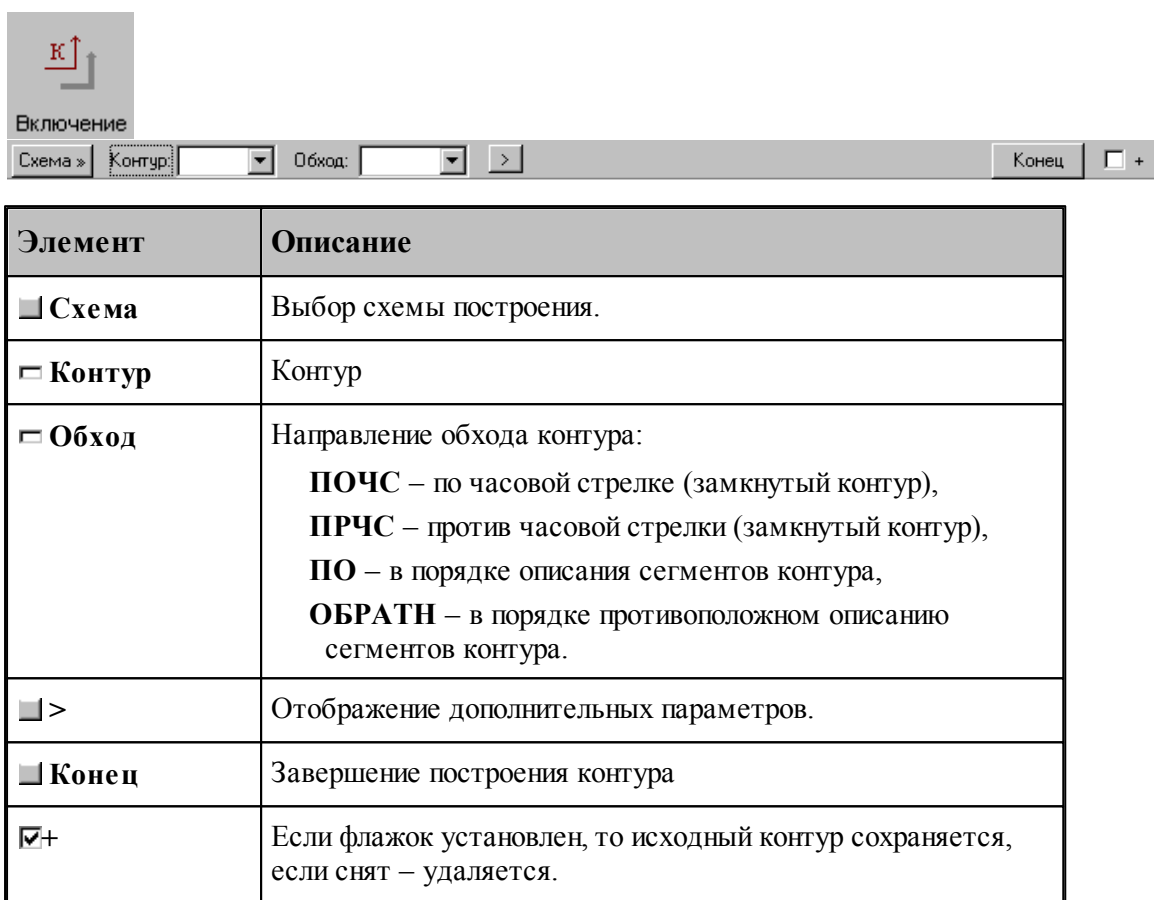 К
Включение
Схема » Контур: Обход: > Конец +
Элемент Описание
Схема Выбор схемы построения.
Контур Контур
Обход Направление обхода контура:
ПОЧС – по часовой стрелке (замкнутый контур),
ПРЧС – против часовой стрелки (замкнутый контур),
ПО – в порядке описания сегментов контура,
ОБРАТН – в порядке противоположном описанию
сегментов контура.
> Отображение дополнительных параметров.
Конец Завершение построения контура
+ Если флажок установлен, то исходный контур сохраняется,
если снят – удаляется.